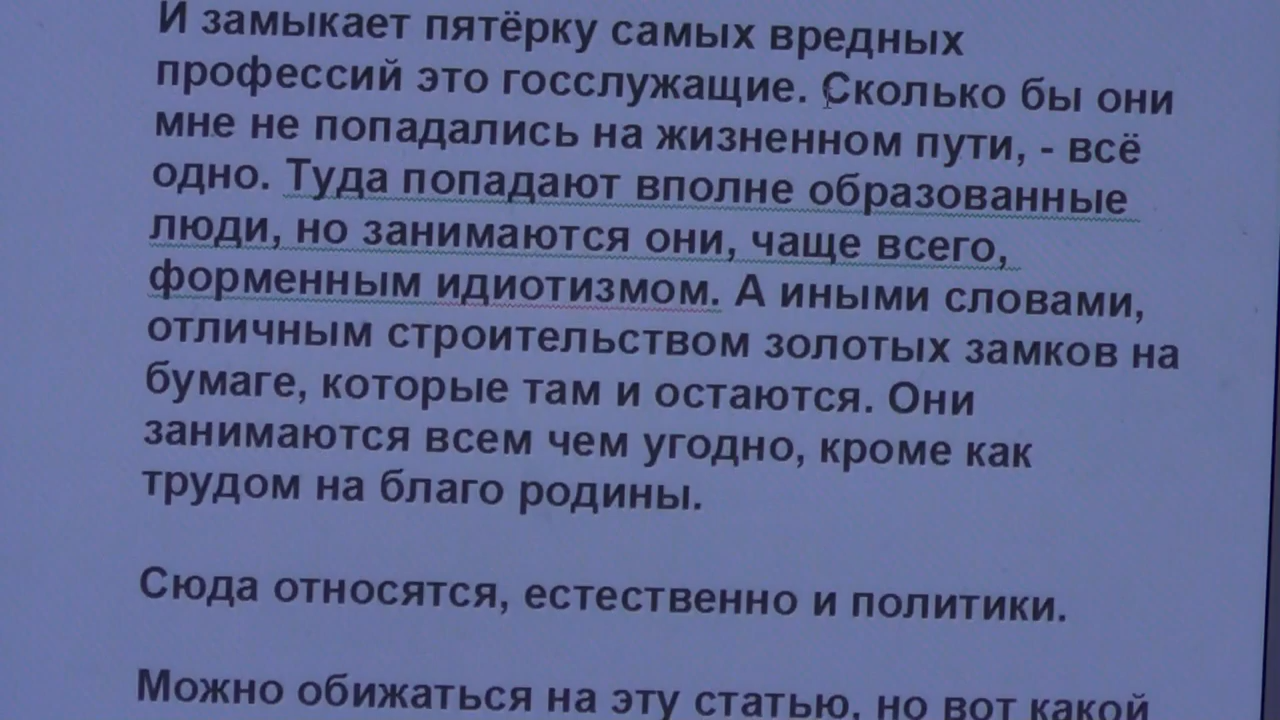 И замыкает пятёрку самых вредных
профессий это госслужащие. Сколько бы они
мне не попадались на жизненном пути, - всё
одно. Туда попадают вполне образованные
люди, но занимаются они, чаще всего,
форменным идиотизмом. А иными словами,
отличным строительством золотых замков на
бумаге, которые там и остаются. Они
занимаются всем чем угодно, кроме как
трудом на благо родины.
Сюда относятся, естественно и политики.
Можно обижаться на эту статью, но вот какой